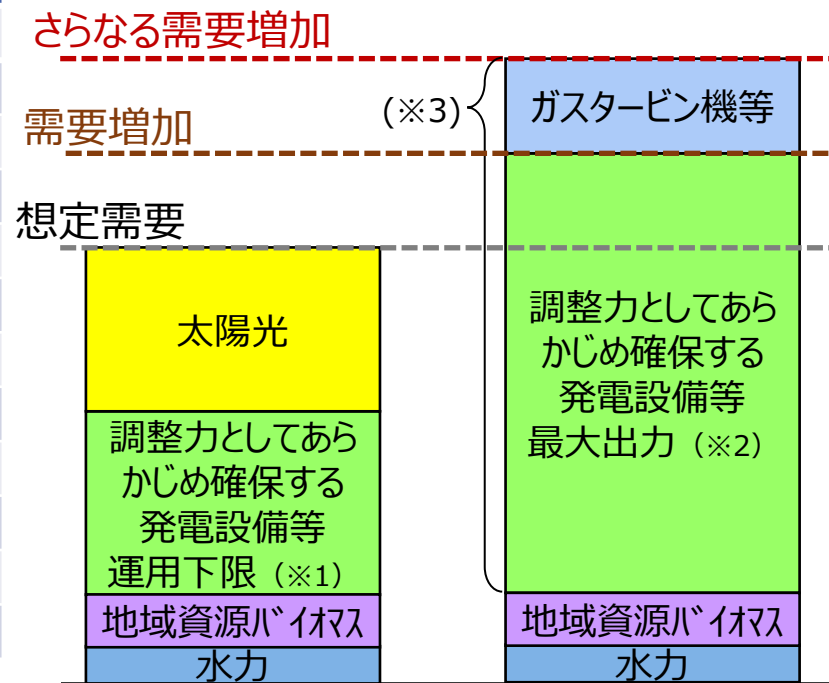 さらなる需要増加
(※3)
ガスタービン機等
需要増加
想定需要
太陽光
調整力としてあら
かじめ確保する
発電設備等
運用下限（※1）
地域資源バイオマス
水力
調整力としてあら
かじめ確保する
発電設備等
最大出力（※2）
地域資源バイオマス
水力